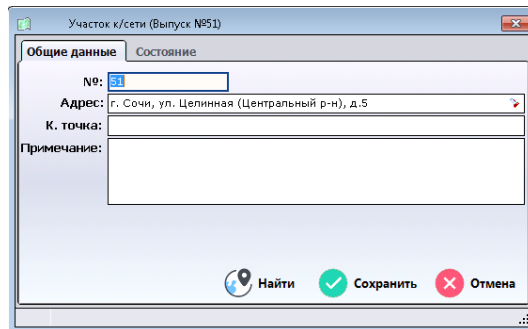 Участок к/сети (Выпуск №51)
Общие данные Состояние
№: 51
Адрес: г. Сочи, ул. Целинная (Центральный р-н), д.5
К. точка:
Примечание:
Найти Сохранить Отмена